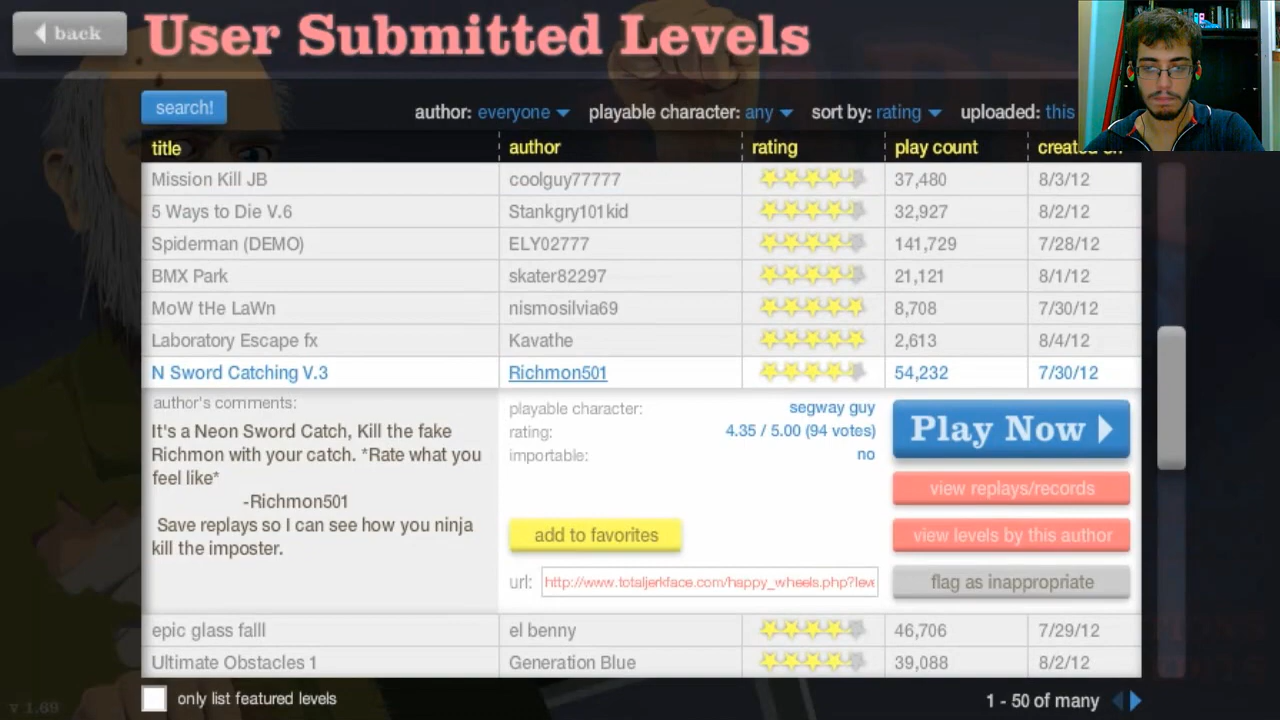 back
User Submitted Levels
search!
author: everyone playable character: any sort by: rating uploaded: this
title author rating play count created on
Mission Kill JB coolguy77777 37,480 8/3/12
5 Ways to Die V.6 Stankgry101kid 32,927 8/2/12
Spiderman (DEMO) ELY02777 141,729 7/28/12
BMX Park skater82297 21,121 8/1/12
MoW tHe LaWn nismosilvia69 8,708 7/30/12
Laboratory Escape fx Kavathe 2,613 8/4/12
N Sword Catching V.3 Richmon501 54,232 7/30/12
author's comments:
It's a Neon Sword Catch, Kill the fake
Richmon with your catch. *Rate what you
feel like*
-Richmon501
Save replays so I can see how you ninja
kill the imposter.
playable character: segway guy
rating: 4.35 / 5.00 (94 votes)
importable: no
add to favorites
url: http://www.totaljerkface.com/happy_wheels.php?leve
Play Now
view replays/records
view levels by this author
flag as inappropriate
epic glass falll el benny 46,706 7/29/12
Ultimate Obstacles 1 Generation Blue 39,088 8/2/12
only list featured levels
1 - 50 of many
v 1.69